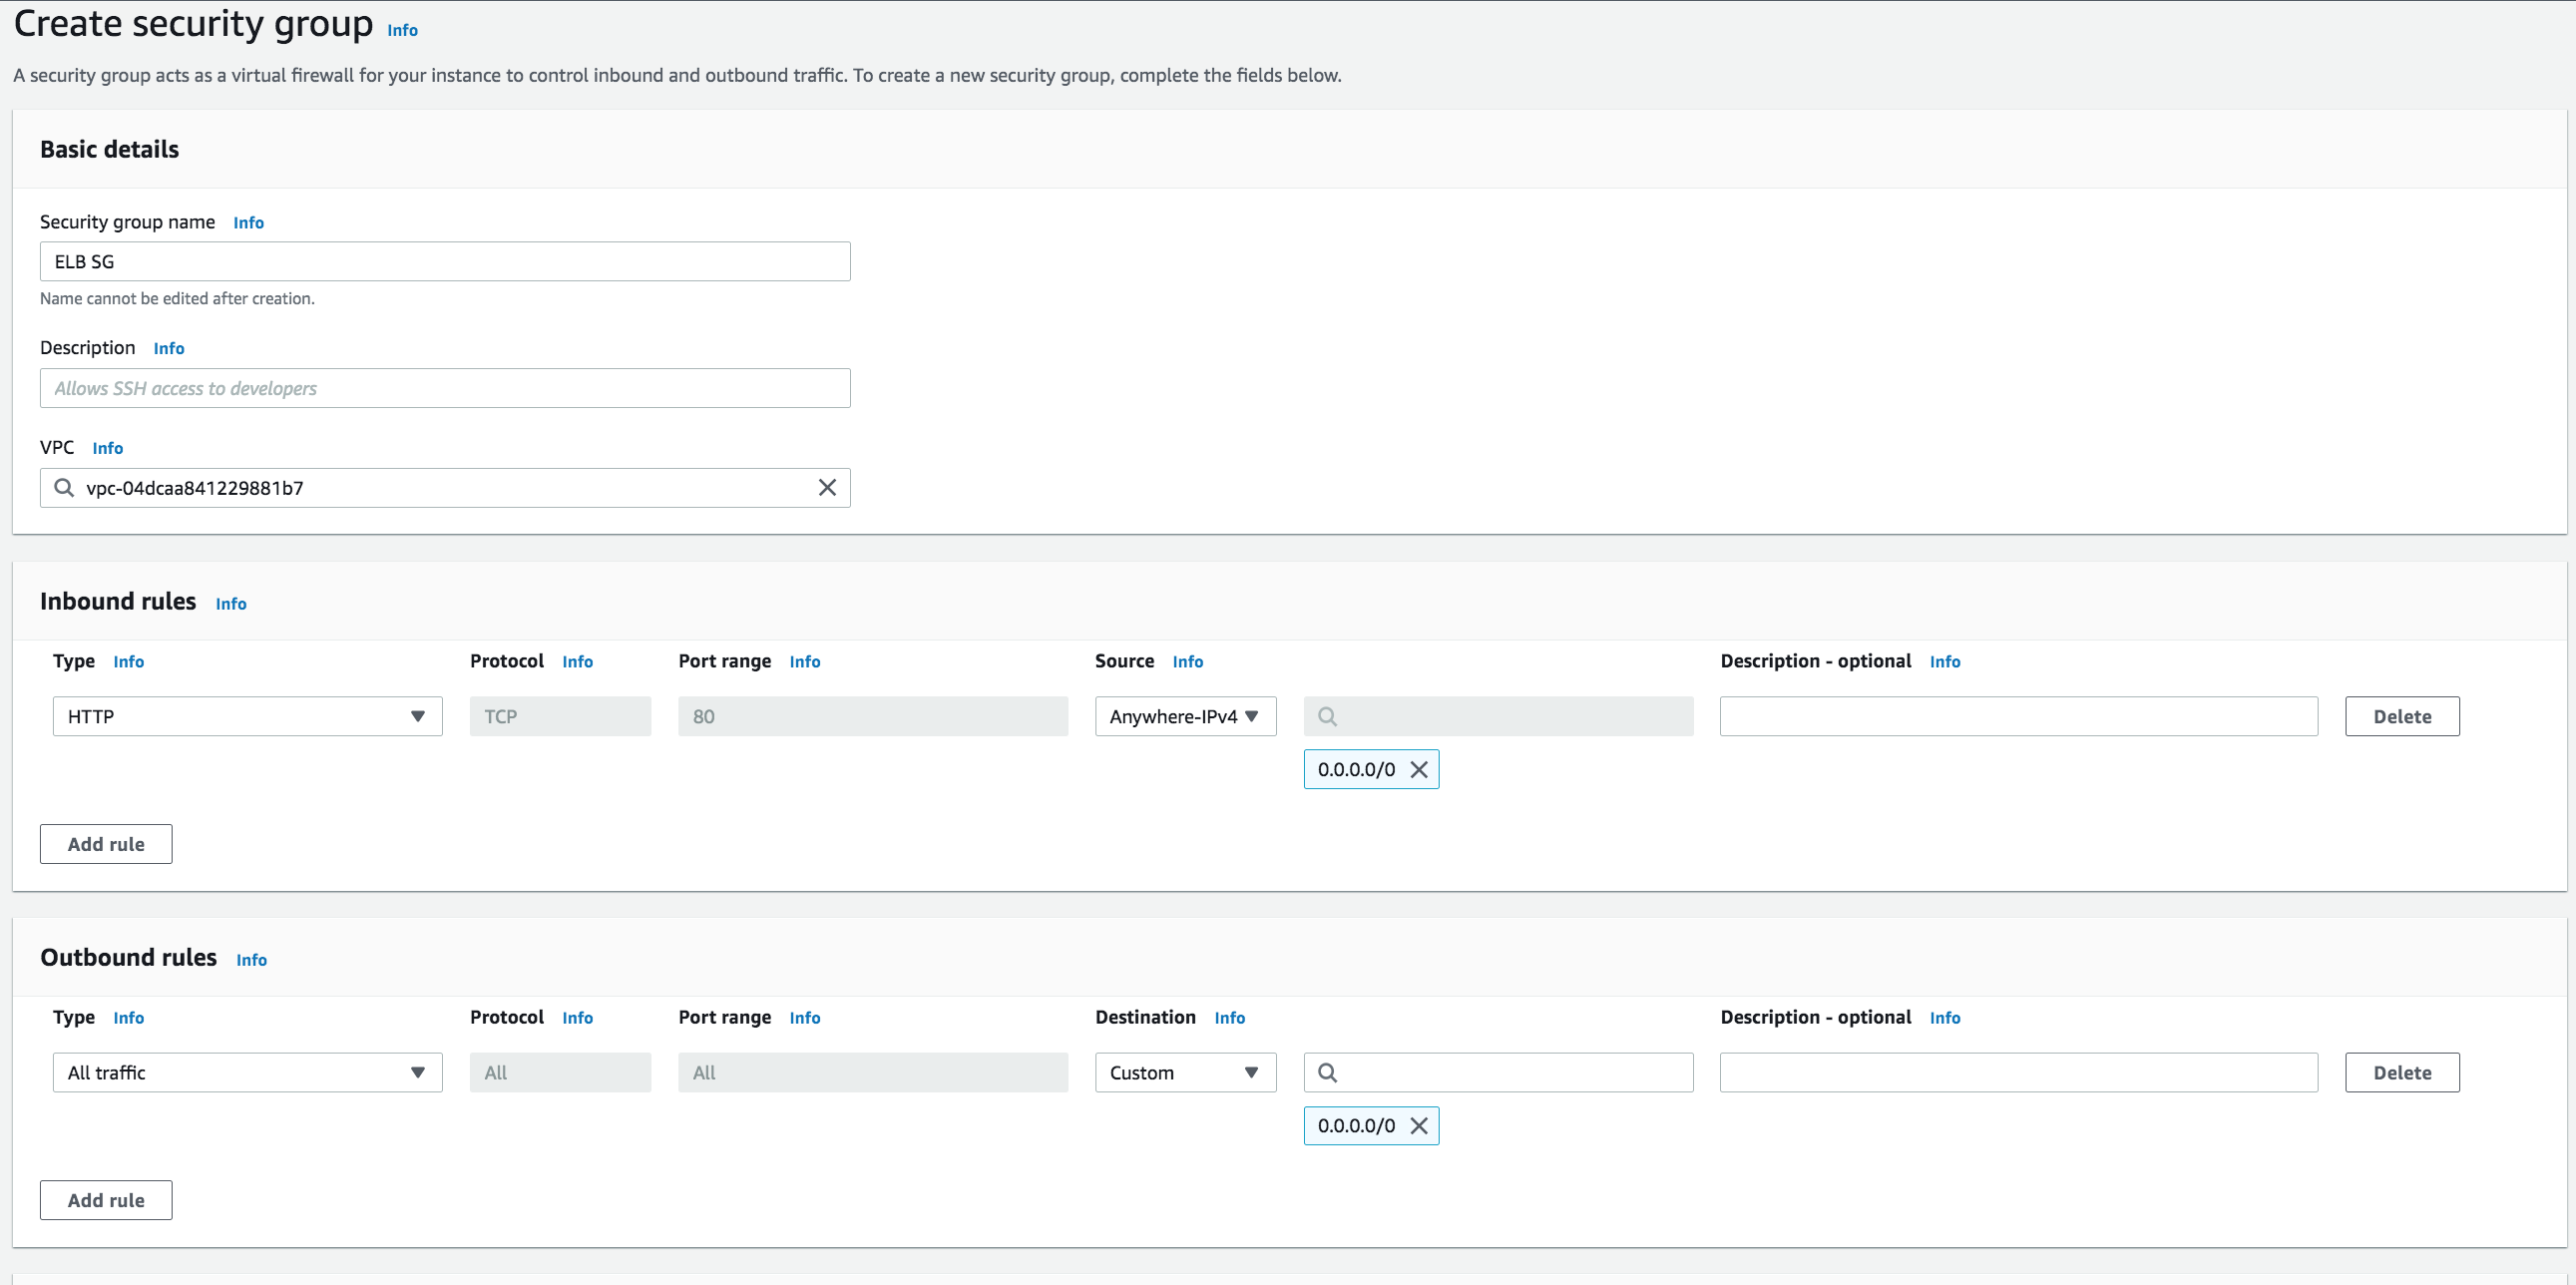 Create security group Info
A security group acts as a virtual firewall for your instance to control inbound and outbound traffic. To create a new security group, complete the fields below.
Basic details
Security group name Info
ELB SG
Name cannot be edited after creation.
Description Info
Allows SSH access to developers
VPC Info
vpc-04dcaa841229881b7
Inbound rules Info
Type Info Protocol Info Port range Info Source Info Description - optional Info
HTTP TCP 80 Anywhere-IPv4 Delete
0.0.0.0/0
Add rule
Outbound rules Info
Type Info Protocol Info Port range Info Destination Info Description - optional Info
All traffic All All Custom Delete
0.0.0.0/0
Add rule